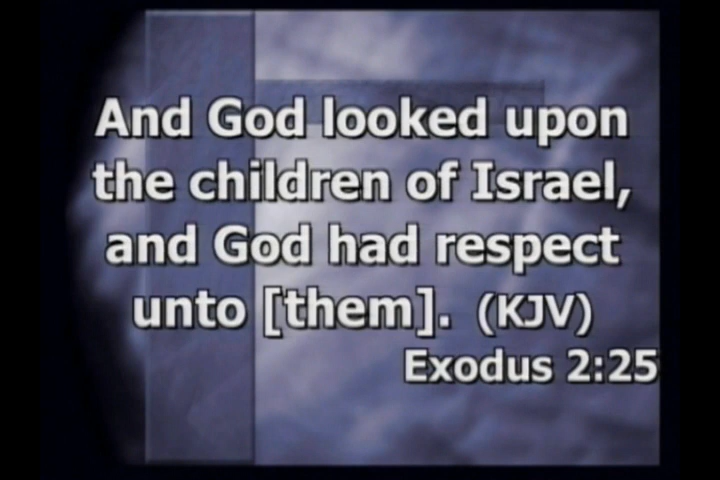 And God looked upon
the children of Israel,
and God had respect
unto [them]. (KJV)
Exodus 2:25